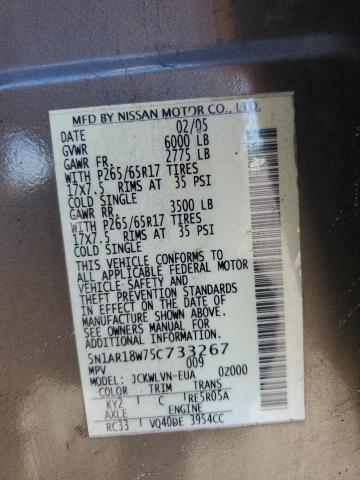 MFD BY NISSAN MOTOR CO., LTD.
DATE 02/05
GVWR 6000 LB
GAWR FR. 2775 LB
WITH P265/65R17 TIRES
17X7.5 RIMS AT 35 PSI
COLD SINGLE
GAWR RR. 3500 LB
WITH P265/65R17 TIRES
17X7.5 RIMS AT 35 PSI
COLD SINGLE
THIS VEHICLE CONFORMS TO
ALL APPLICABLE FEDERAL MOTOR
VEHICLE SAFETY AND
THEFT PREVENTION STANDARDS
IN EFFECT ON THE DATE OF
MANUFACTURE SHOWN ABOVE.
SEE OWNERS MANUAL FOR
ADDITIONAL INFORMATION.
5N1AR18W75C733267
MPV 009
MODEL: JCKWLVN-EUA 02000
COLOR TRIM TRANS
KY2 C RE5R05A
AXLE ENGINE
RC33 VQ40DE 3954CC